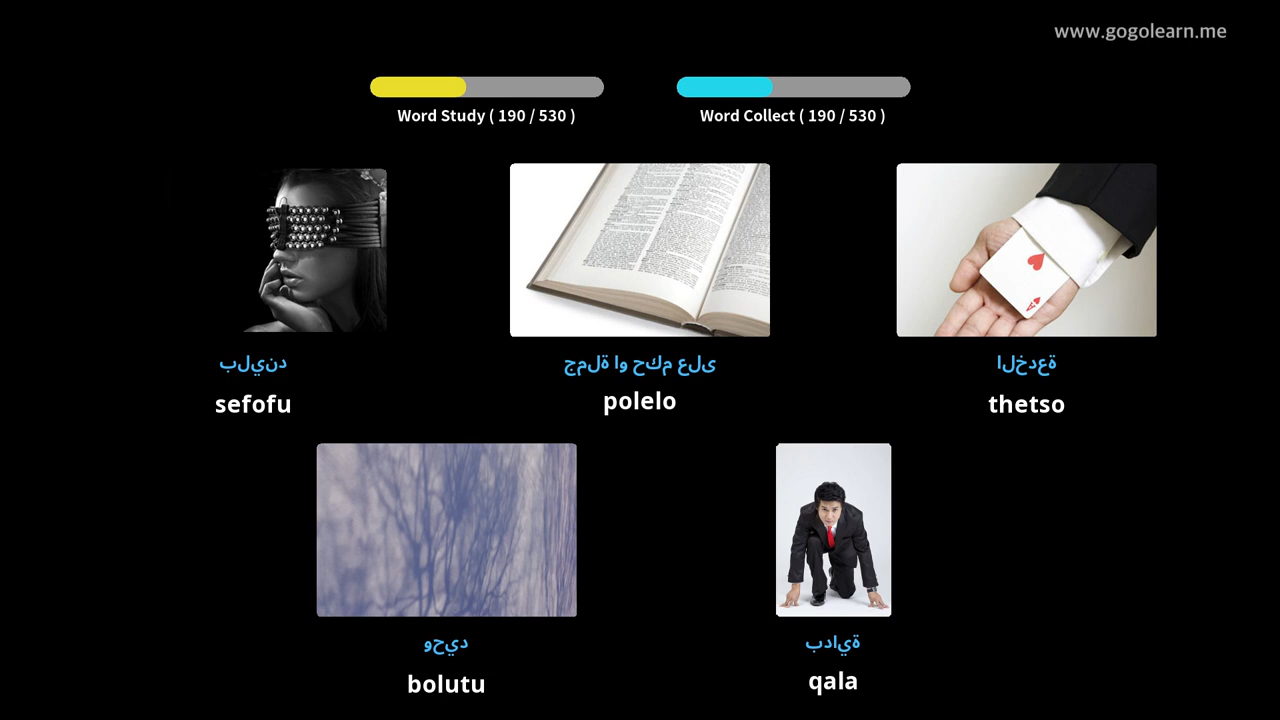 www.gogolearn.me
Word Study ( 190 / 530 )
Word Collect ( 190 / 530 )
بليند
sefofu
جملة او حكم على
polelo
الخدعة
thetso
وحيد
bolutu
بداية
qala